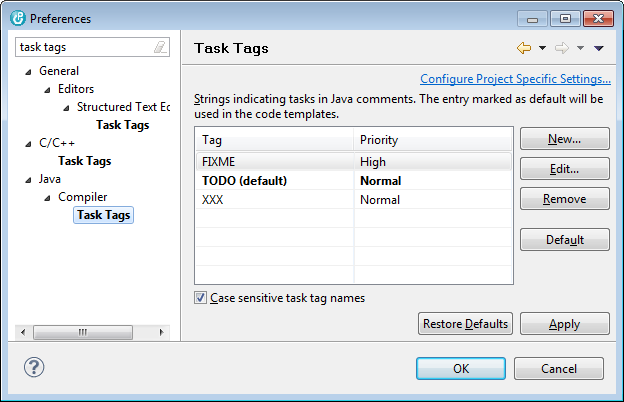 Preferences
task tags
General
Editors
Structured Text Ec
Task Tags
C/C++
Task Tags
Java
Compiler
Task Tags
Task Tags
Configure Project Specific Settings...
Strings indicating tasks in Java comments. The entry marked as default will be
used in the code templates.
Tag Priority
FIXME High
TODO (default) Normal
XXX Normal
New...
Edit...
Remove
Default
Case sensitive task tag names
Restore Defaults Apply
? OK Cancel